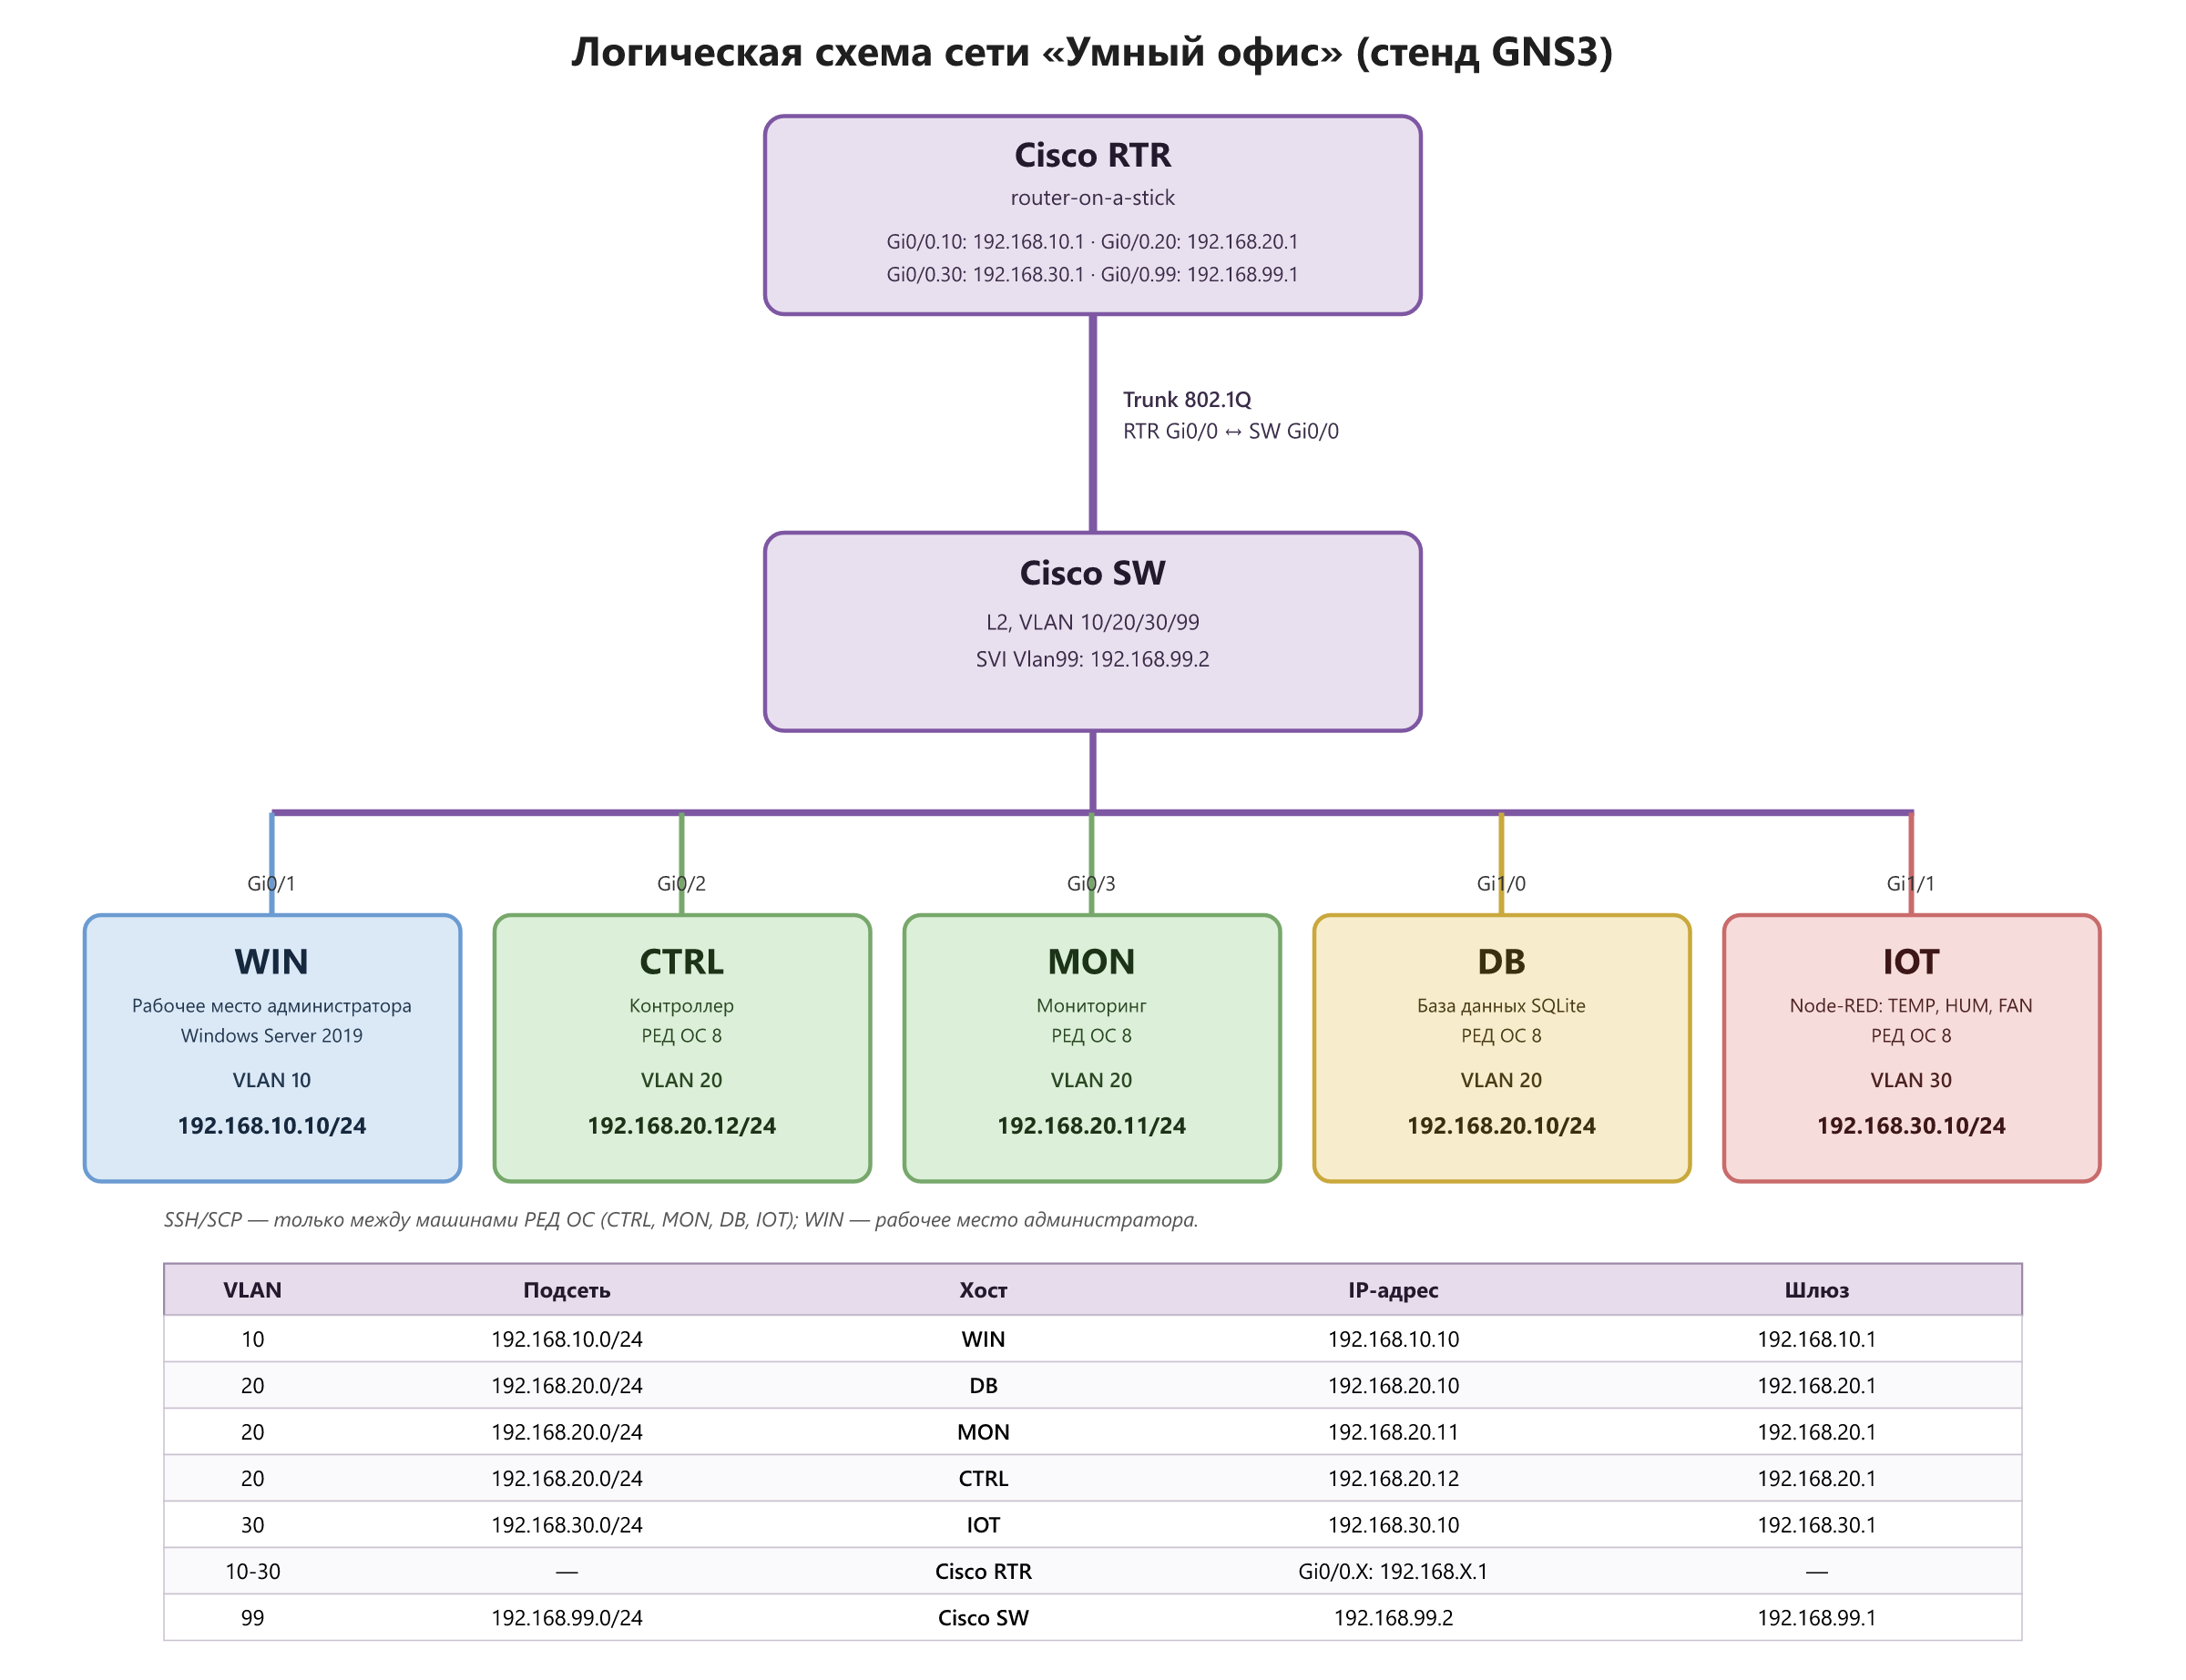 Логическая схема сети «Умный офис» (стенд GNS3)
Cisco RTR
router-on-a-stick
Gi0/0.10: 192.168.10.1 · Gi0/0.20: 192.168.20.1
Gi0/0.30: 192.168.30.1 · Gi0/0.99: 192.168.99.1
Trunk 802.1Q
RTR Gi0/0 ↔ SW Gi0/0
Cisco SW
L2, VLAN 10/20/30/99
SVI Vlan99: 192.168.99.2
Gi0/1
Gi0/2
Gi0/3
Gi1/0
Gi1/1
WIN
Рабочее место администратора
Windows Server 2019
VLAN 10
192.168.10.10/24
CTRL
Контроллер
РЕД ОС 8
VLAN 20
192.168.20.12/24
MON
Мониторинг
РЕД ОС 8
VLAN 20
192.168.20.11/24
DB
База данных SQLite
РЕД ОС 8
VLAN 20
192.168.20.10/24
IOT
Node-RED: TEMP, HUM, FAN
РЕД ОС 8
VLAN 30
192.168.30.10/24
SSH/SCP — только между машинами РЕД ОС (CTRL, MON, DB, IOT); WIN — рабочее место администратора.
VLAN Подсеть Хост IP-адрес Шлюз
10 192.168.10.0/24 WIN 192.168.10.10 192.168.10.1
20 192.168.20.0/24 DB 192.168.20.10 192.168.20.1
20 192.168.20.0/24 MON 192.168.20.11 192.168.20.1
20 192.168.20.0/24 CTRL 192.168.20.12 192.168.20.1
30 192.168.30.0/24 IOT 192.168.30.10 192.168.30.1
10-30 — Cisco RTR Gi0/0.X: 192.168.X.1 —
99 192.168.99.0/24 Cisco SW 192.168.99.2 192.168.99.1